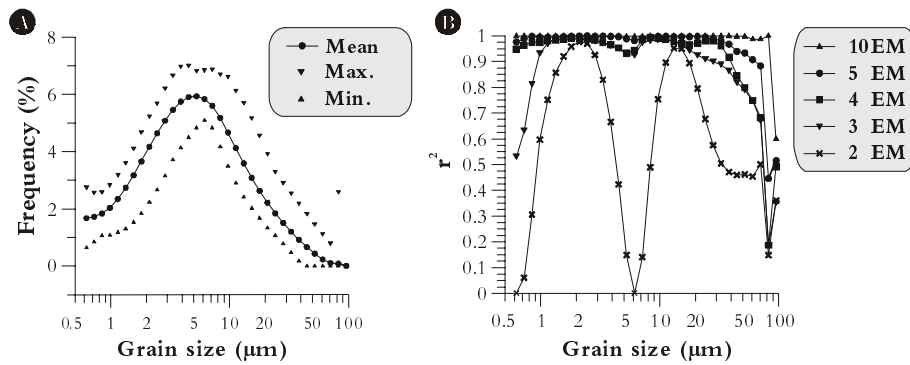 A
8
6
4
2
0
Frequency (%)
0.5 1 2 5 10 20 50 100
Grain size (μm)
Mean
Max.
Min.
B
1
0.9
0.8
0.7
0.6
0.5
0.4
0.3
0.2
0.1
0
r²
0.5 1 2 5 10 20 50 100
Grain size (μm)
10 EM
5 EM
4 EM
3 EM
2 EM